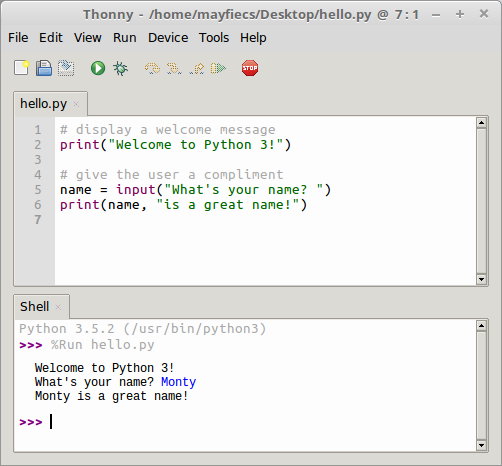 Thonny - /home/mayfiecs/Desktop/hello.py @ 7:1
File Edit View Run Device Tools Help
STOP
hello.py
1 # display a welcome message
2 print("Welcome to Python 3!")
3
4 # give the user a compliment
5 name = input("What's your name? ")
6 print(name, "is a great name!")
7
Shell
Python 3.5.2 (/usr/bin/python3)
>>> %Run hello.py
Welcome to Python 3!
What's your name? Monty
Monty is a great name!
>>>